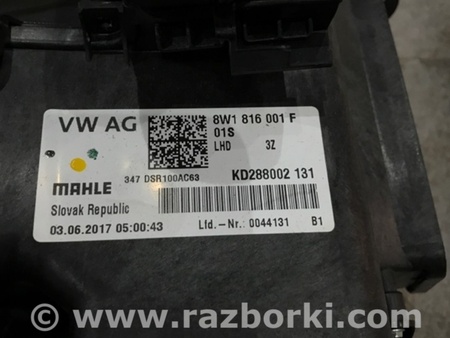 VW AG
8W1 816 001 F
01S
LHD 3Z
347 DSR100AC63
MAHLE
KD288002 131
Slovak Republic
03.06.2017 05:00:43
Lfd.-Nr: 0044131 B1
© www.razborki.com